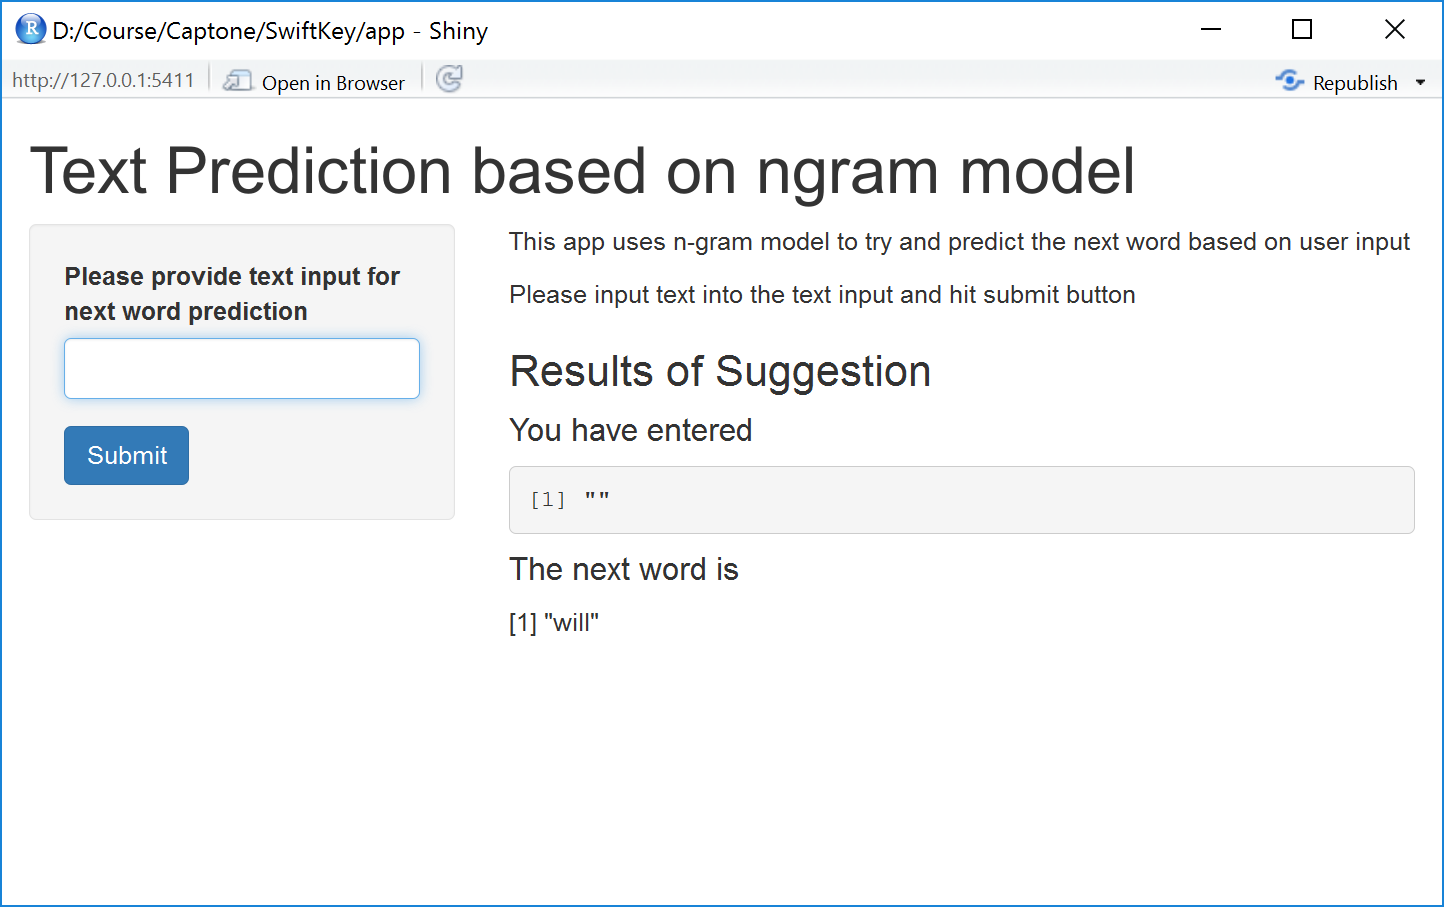 D:/Course/Captone/SwiftKey/app - Shiny
http://127.0.0.1:5411
Open in Browser
Republish
Text Prediction based on ngram model
Please provide text input for
next word prediction
Submit
This app uses n-gram model to try and predict the next word based on user input
Please input text into the text input and hit submit button
Results of Suggestion
You have entered
[1] ""
The next word is
[1] "will"